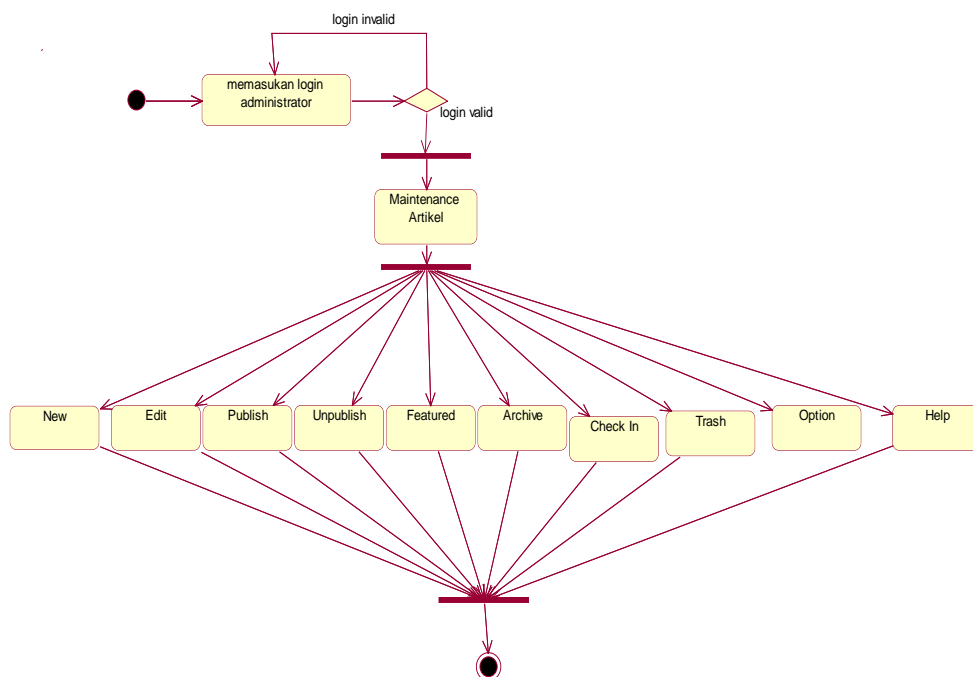 login invalid
memasukan login
administrator
login valid
Maintenance
Artikel
New
Edit
Publish
Unpublish
Featured
Archive
Check In
Trash
Option
Help